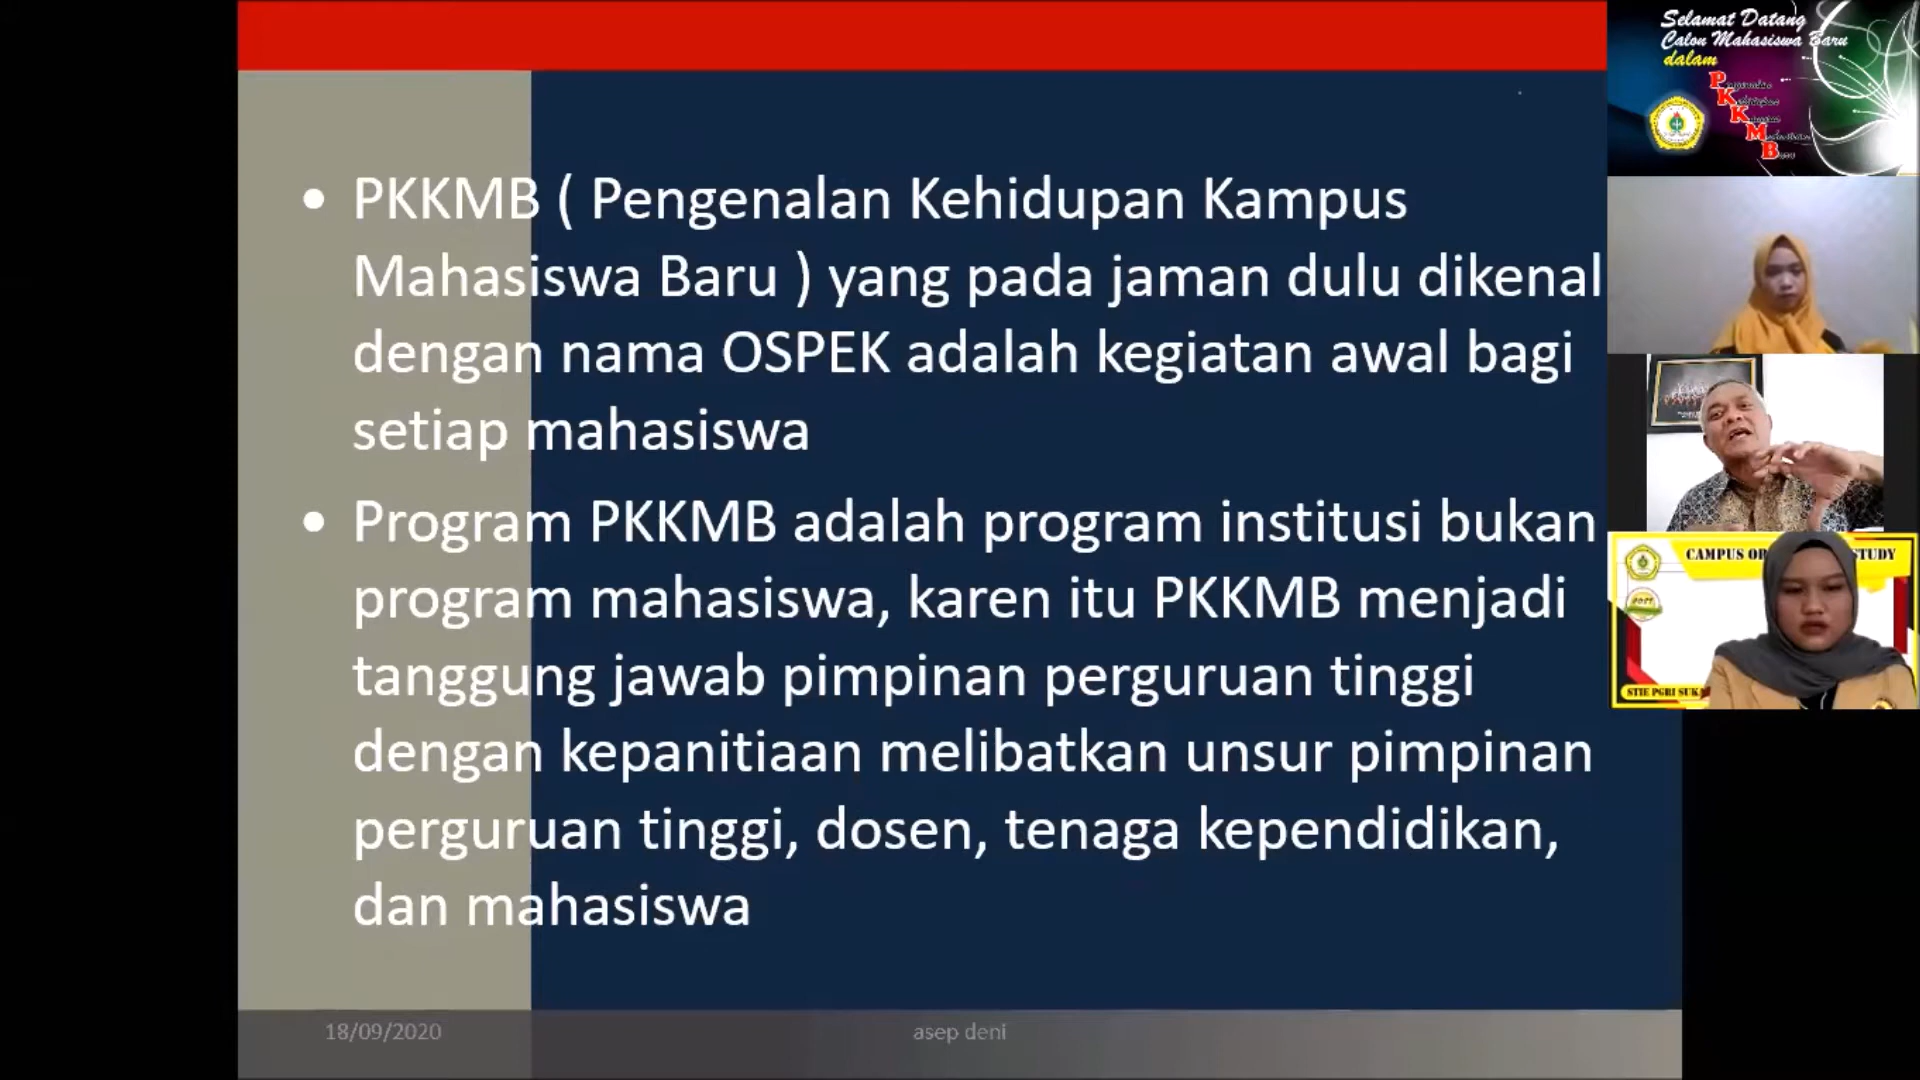 • PKKMB ( Pengenalan Kehidupan Kampus
Mahasiswa Baru ) yang pada jaman dulu dikenal
dengan nama OSPEK adalah kegiatan awal bagi
setiap mahasiswa
• Program PKKMB adalah program institusi bukan
program mahasiswa, karen itu PKKMB menjadi
tanggung jawab pimpinan perguruan tinggi
dengan kepanitiaan melibatkan unsur pimpinan
perguruan tinggi, dosen, tenaga kependidikan,
dan mahasiswa
18/09/2020
asep deni
Selamat Datang
Calon Mahasiswa Baru
dalam
P
K
K
M
B
CAMPUS
STUDY
STIE PGRI